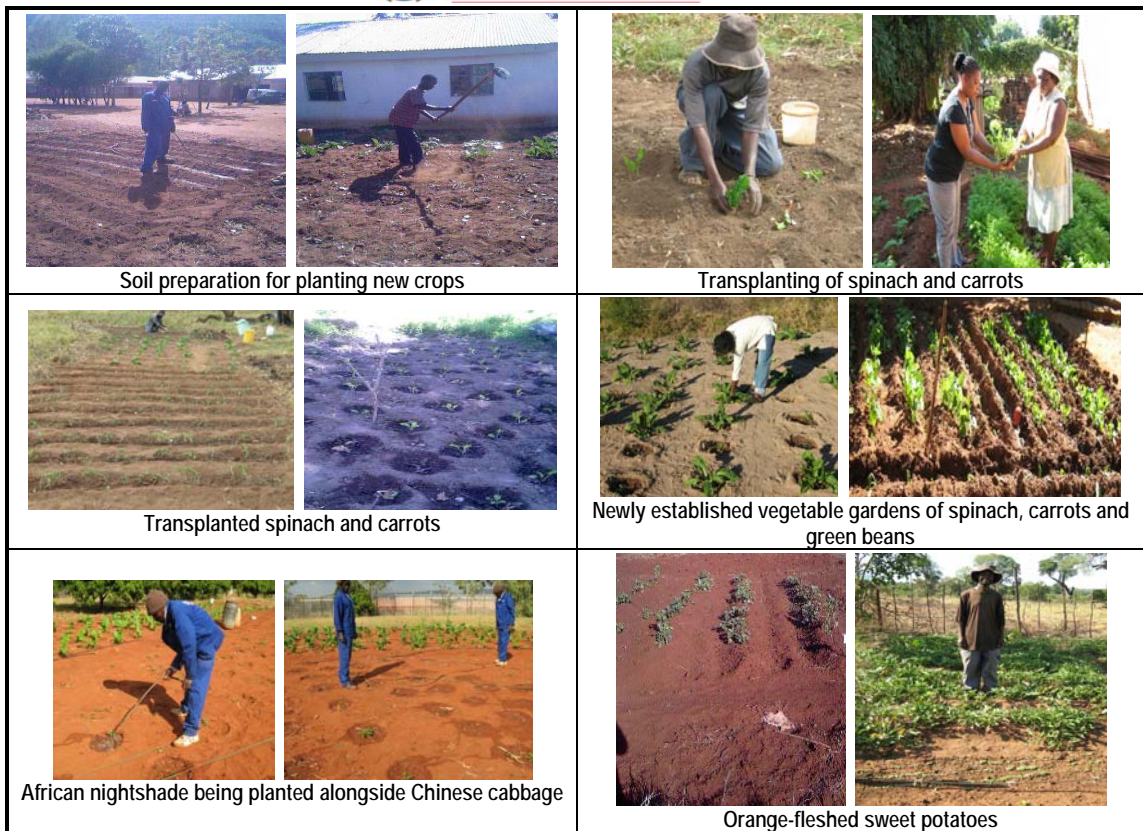 Soil preparation for planting new crops
Transplanting of spinach and carrots
Transplanted spinach and carrots
Newly established vegetable gardens of spinach, carrots and
green beans
African nightshade being planted alongside Chinese cabbage
Orange-fleshed sweet potatoes